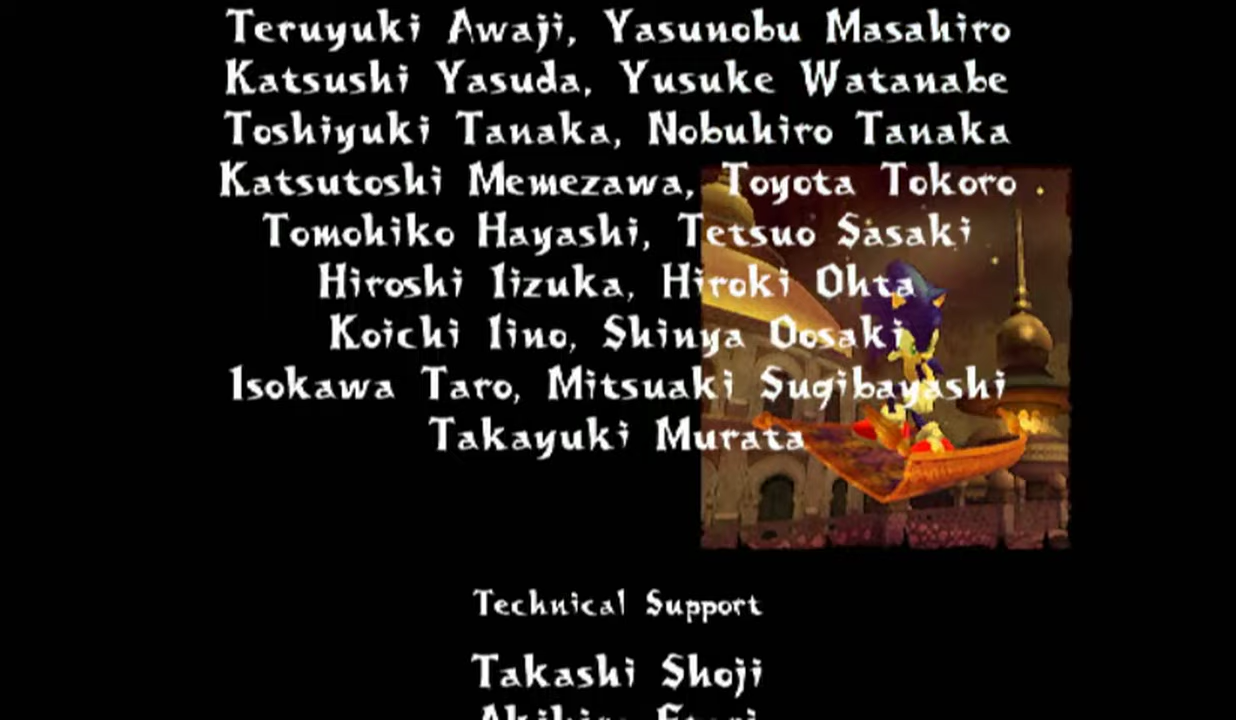 Teruyuki Awaji, Yasunobu Masahiro
Katsushi Yasuda, Yusuke Watanabe
Toshiyuki Tanaka, Nobuhiro Tanaka
Katsutoshi Memezawa, Toyota Tokoro
Tomohiko Hayashi, Tetsuo Sasaki
Hiroshi Iizuka, Hiroki Ohta
Koichi Iino, Shinya Oosaki
Isokawa Taro, Mitsuaki Sugibayashi
Takayuki Murata
Technical Support
Takashi Shoji